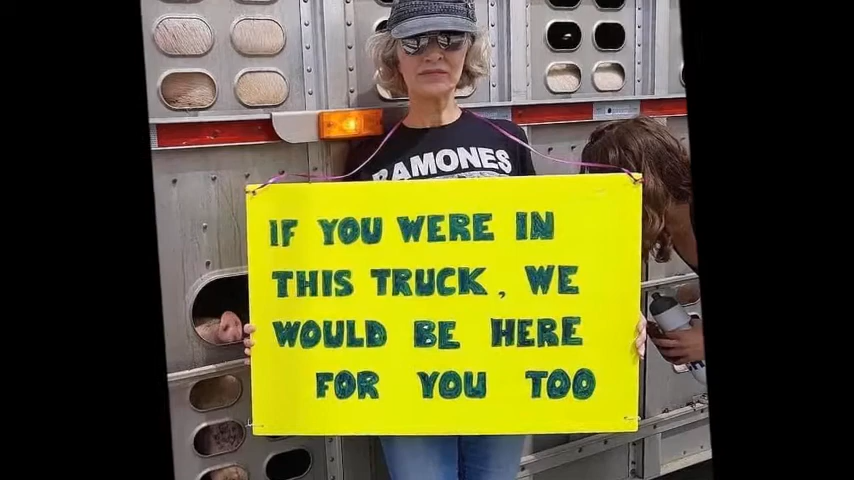 RAMONES
IF YOU WERE IN
THIS TRUCK, WE
WOULD BE HERE
FOR YOU TOO